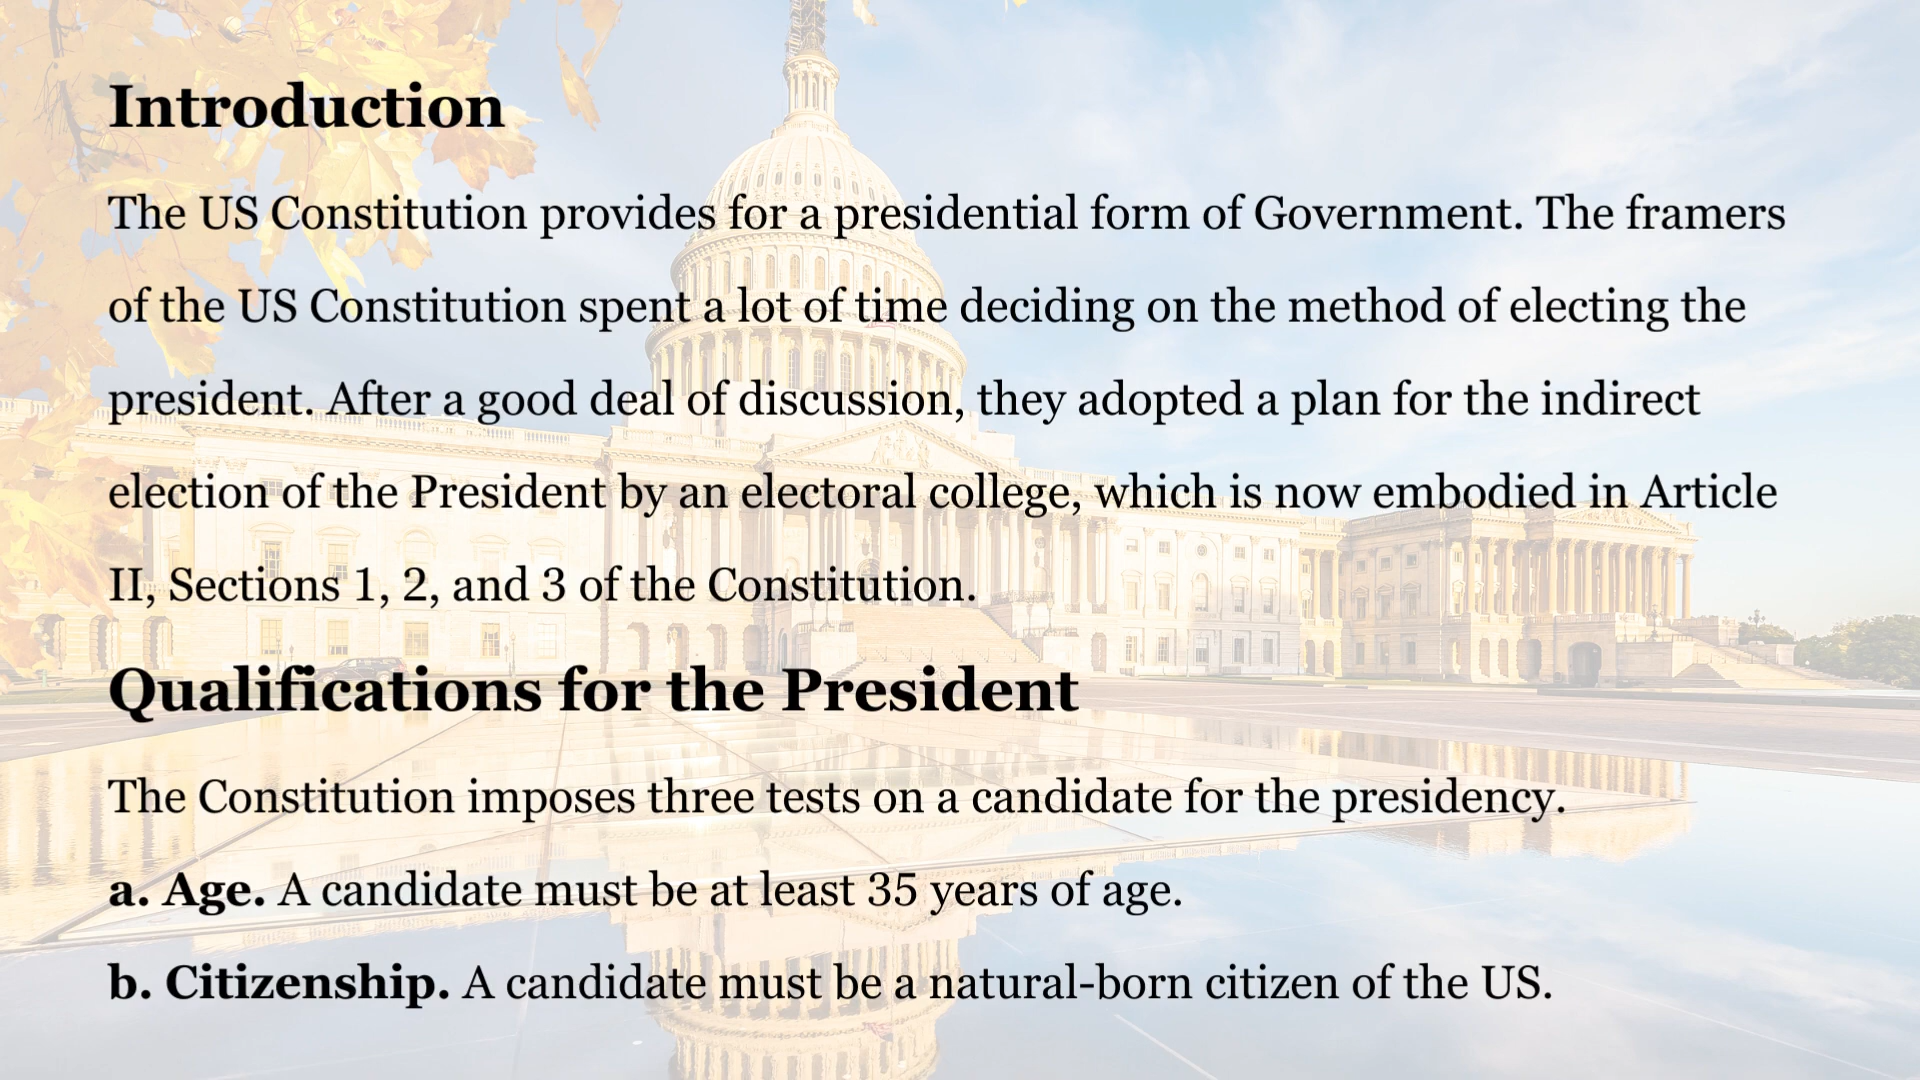 Introduction
The US Constitution provides for a presidential form of Government. The framers
of the US Constitution spent a lot of time deciding on the method of electing the
president. After a good deal of discussion, they adopted a plan for the indirect
election of the President by an electoral college, which is now embodied in Article
II, Sections 1, 2, and 3 of the Constitution.
Qualifications for the President
The Constitution imposes three tests on a candidate for the presidency.
a. Age. A candidate must be at least 35 years of age.
b. Citizenship. A candidate must be a natural-born citizen of the US.